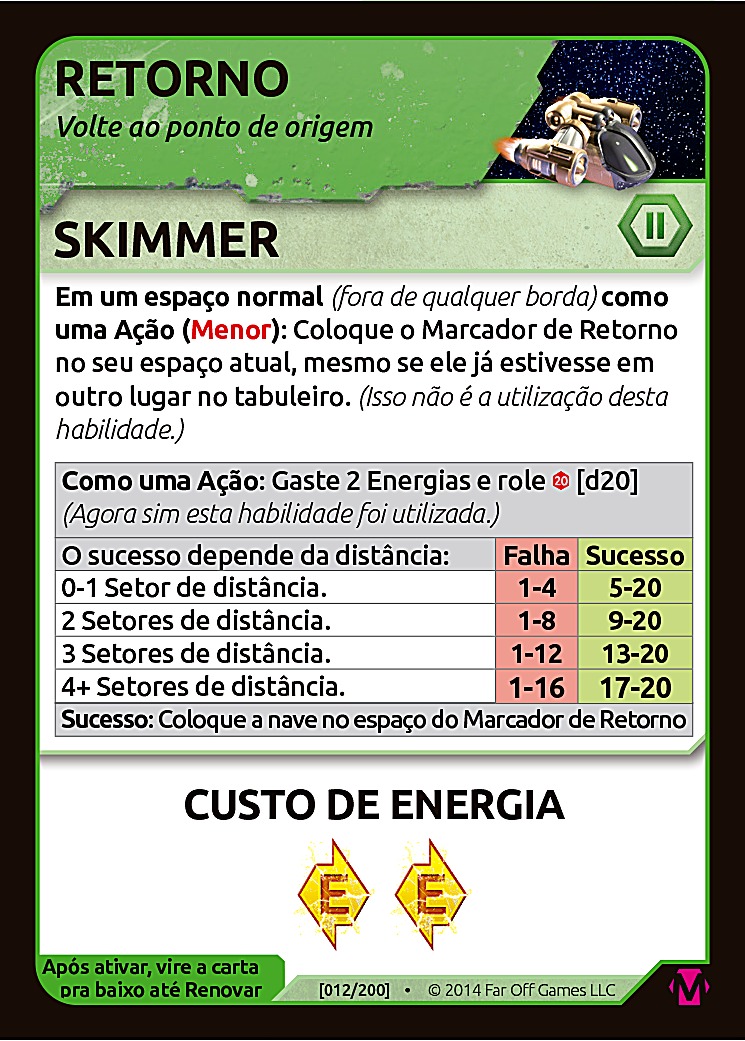 RETORNO
Volte ao ponto de origem
SKIMMER
II
Em um espaço normal (fora de qualquer borda) como
uma Ação (Menor): Coloque o Marcador de Retorno
no seu espaço atual, mesmo se ele já estivesse em
outro lugar no tabuleiro. (Isso não é a utilização desta
habilidade.)
Como uma Ação: Gaste 2 Energias e role 20 [d20]
(Agora sim esta habilidade foi utilizada.)
O sucesso depende da distância: Falha Sucesso
0-1 Setor de distância. 1-4 5-20
2 Setores de distância. 1-8 9-20
3 Setores de distância. 1-12 13-20
4+ Setores de distância. 1-16 17-20
Sucesso: Coloque a nave no espaço do Marcador de Retorno
CUSTO DE ENERGIA
E E
Após ativar, vire a carta
pra baixo até Renovar
[012/200] • © 2014 Far Off Games LLC
M